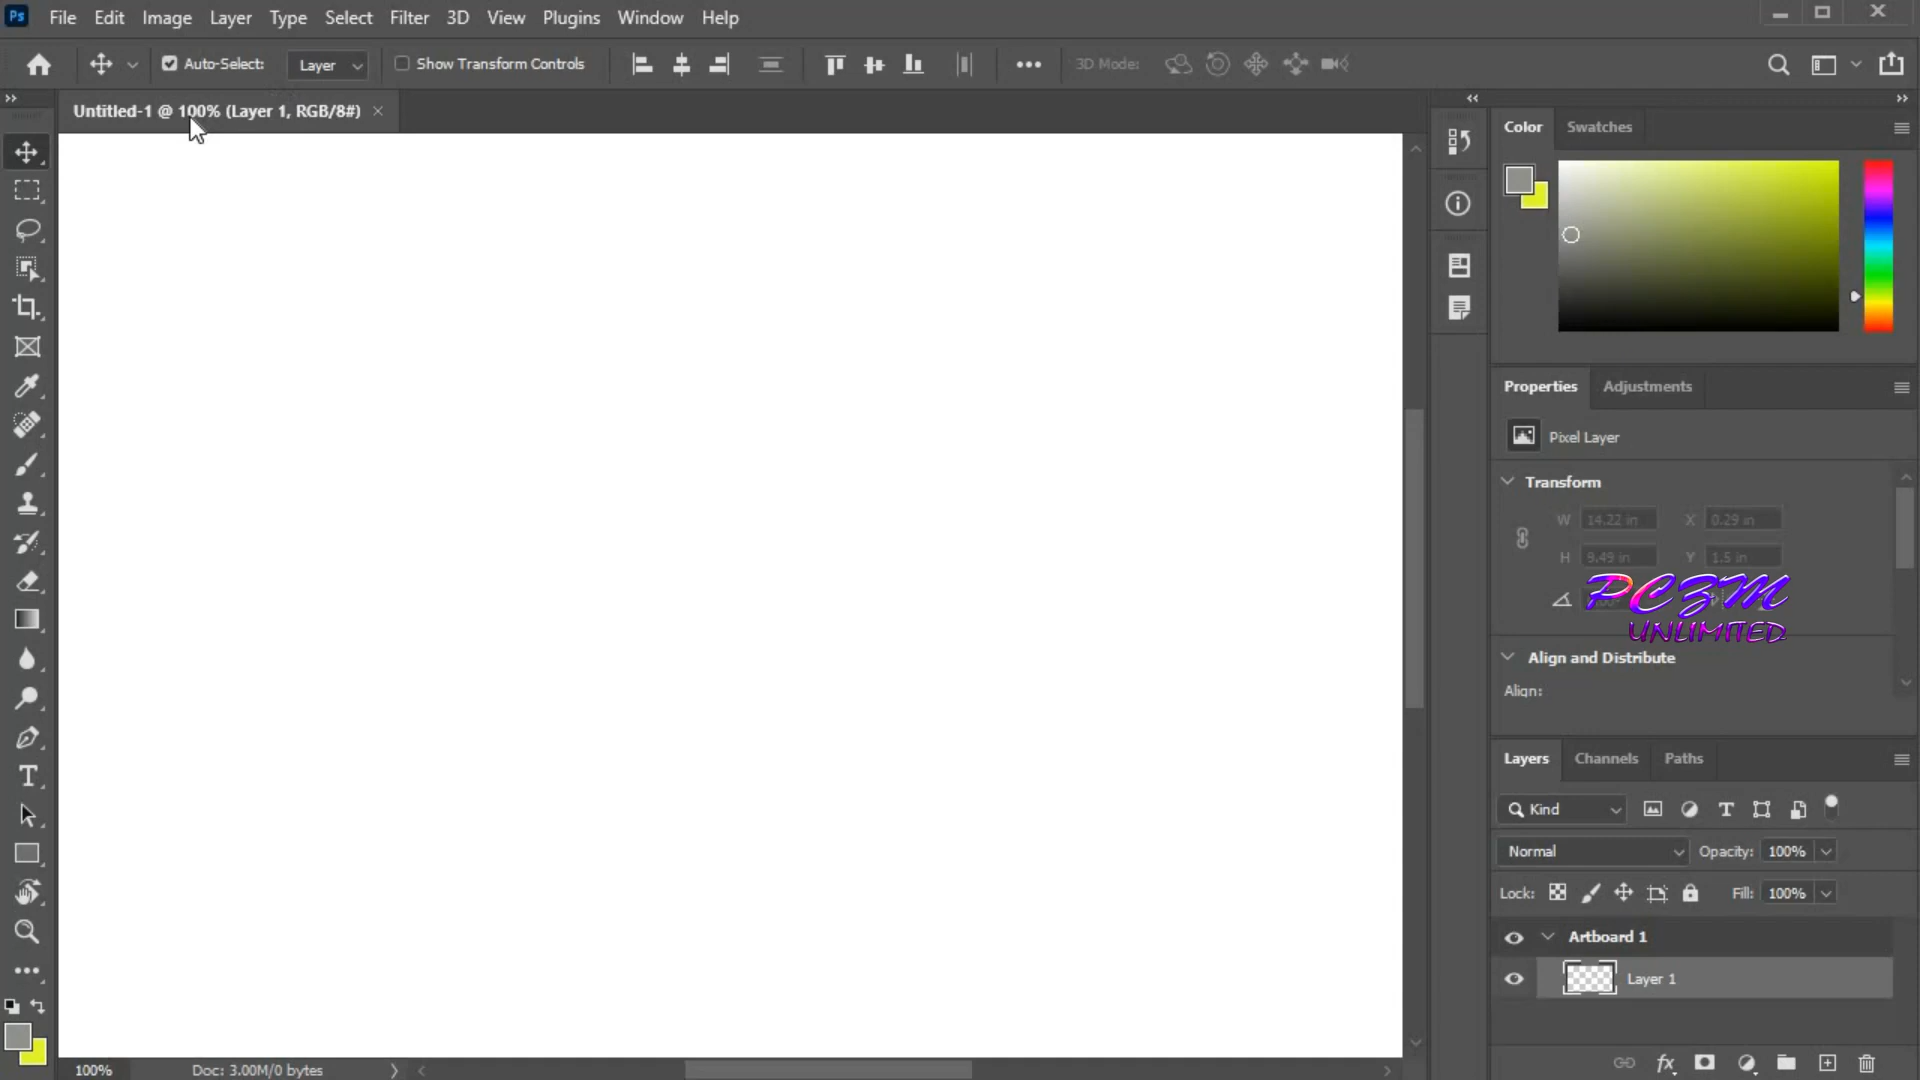 Ps File Edit Image Layer Type Select Filter 3D View Plugins Window Help
Auto-Select: Layer Show Transform Controls 3D Mode:
Untitled-1 @ 100% (Layer 1, RGB/8#)
Color Swatches
Properties Adjustments
Pixel Layer
Transform
W 14.22 in X 0.29 in
H 9.49 in Y 1.5 in
PCZM
UNLIMITED
Align and Distribute
Align:
Layers Channels Paths
Kind
Normal Opacity: 100%
Lock: Fill: 100%
Artboard 1
Layer 1
100% Doc: 3.00M/0 bytes